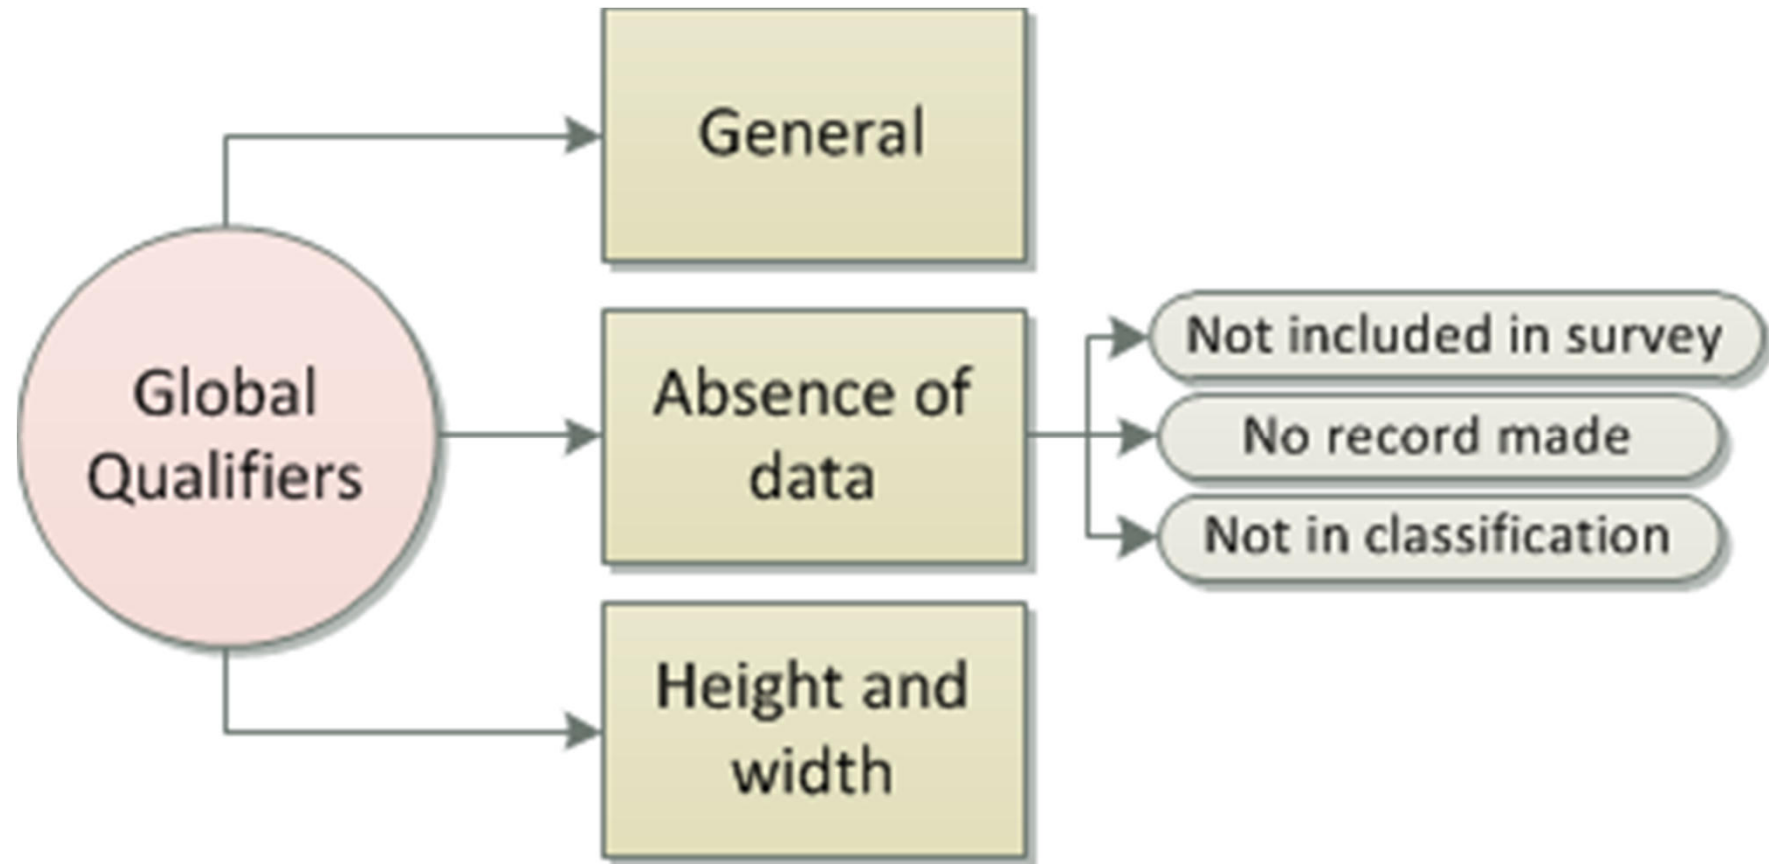 General
Global
Qualifiers
Absence of
data
Not included in survey
No record made
Not in classification
Height and
width